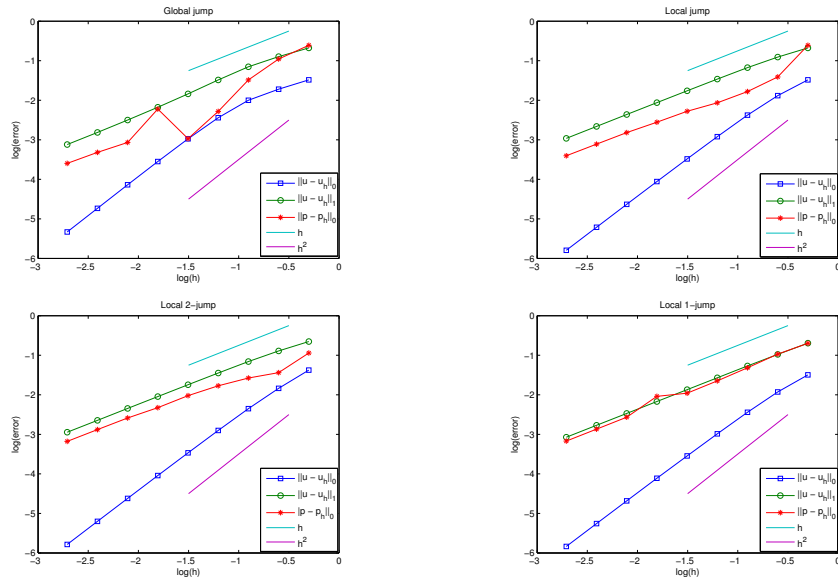 Global jump
0
−1
−2
−3
−4
−5
−6
log(error)
−3
−2.5
−2
−1.5
−1
−0.5
0
log(h)
||u − u_h||_0
||u − u_h||_1
||p − p_h||_0
h
h^2
Local jump
0
−1
−2
−3
−4
−5
−6
log(error)
−3
−2.5
−2
−1.5
−1
−0.5
0
log(h)
||u − u_h||_0
||u − u_h||_1
||p − p_h||_0
h
h^2
Local 2−jump
0
−1
−2
−3
−4
−5
−6
log(error)
−3
−2.5
−2
−1.5
−1
−0.5
0
log(h)
||u − u_h||_0
||u − u_h||_1
|p − p_h||_0
h
h^2
Local 1−jump
0
−1
−2
−3
−4
−5
−6
log(error)
−3
−2.5
−2
−1.5
−1
−0.5
0
log(h)
||u − u_h||_0
||u − u_h||_1
||p − p_h||_0
h
h^2